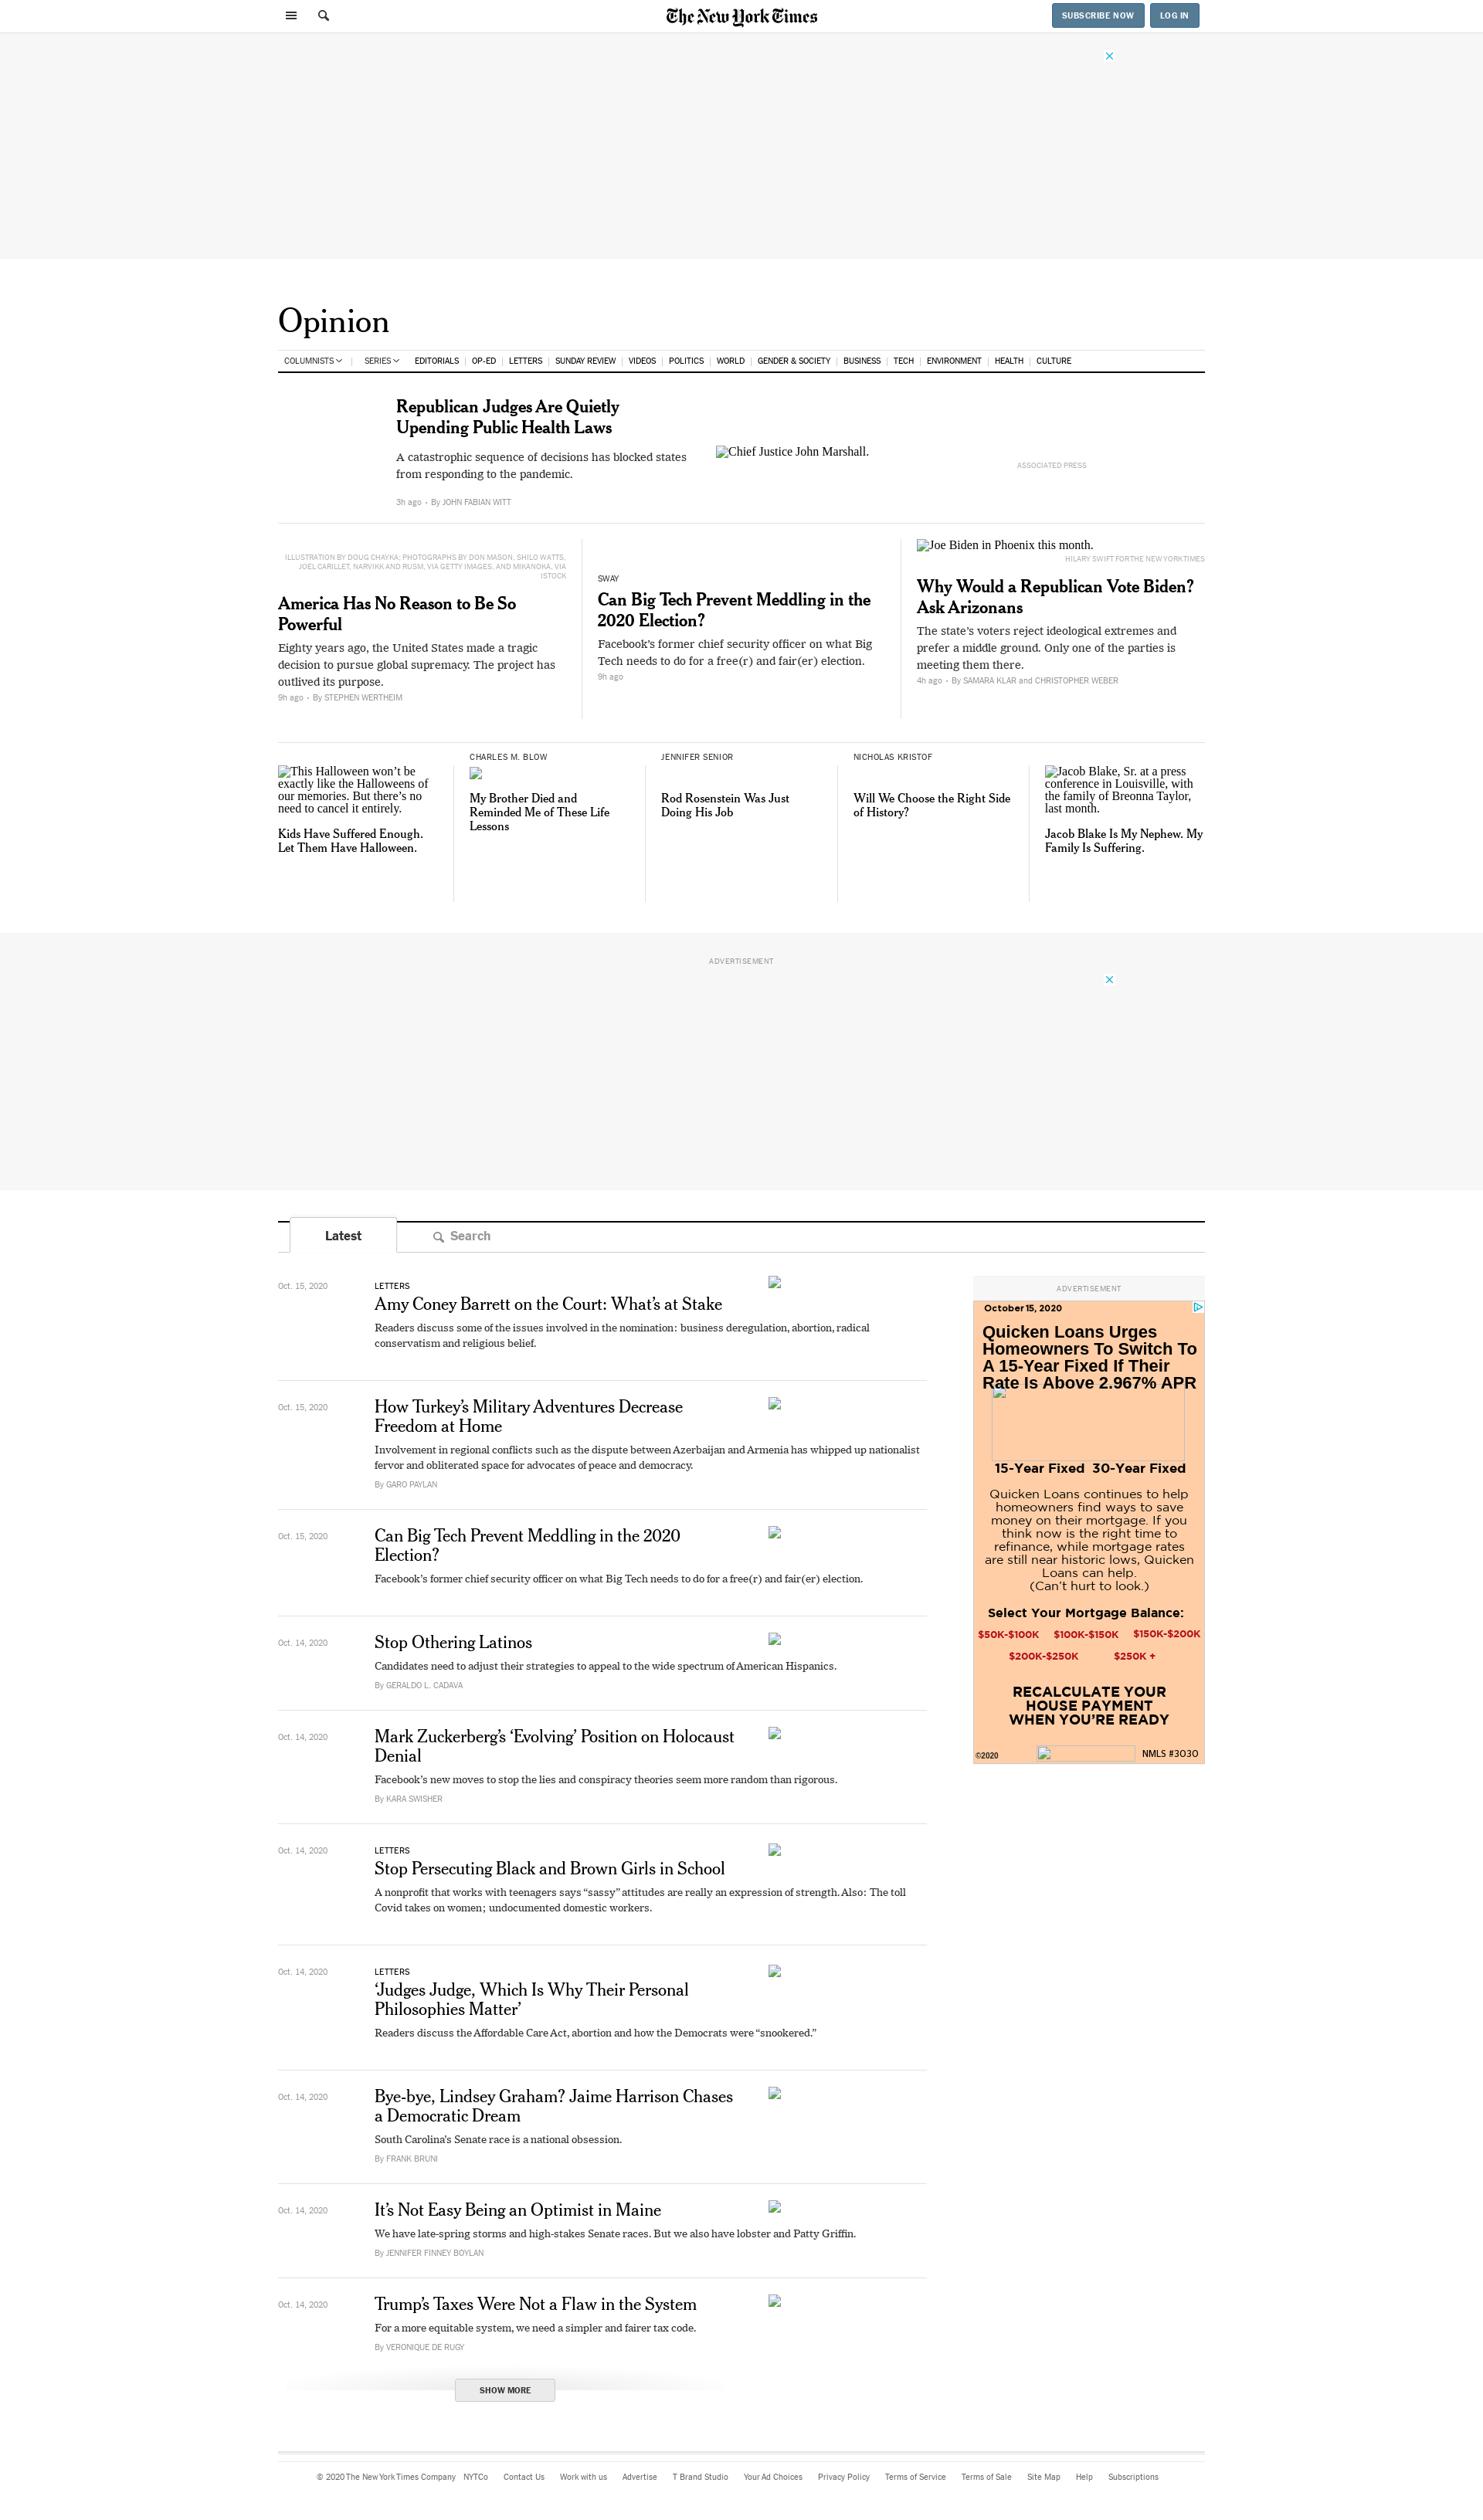 The New York Times
SUBSCRIBE NOW
LOG IN
Opinion
COLUMNISTS
SERIES
EDITORIALS
OP-ED
LETTERS
SUNDAY REVIEW
VIDEOS
POLITICS
WORLD
GENDER & SOCIETY
BUSINESS
TECH
ENVIRONMENT
HEALTH
CULTURE
Republican Judges Are Quietly
Upending Public Health Laws
A catastrophic sequence of decisions has blocked states
from responding to the pandemic.
3h ago • By JOHN FABIAN WITT
Chief Justice John Marshall.
ASSOCIATED PRESS
ILLUSTRATION BY DOUG CHAYKA; PHOTOGRAPHS BY DON MASON, SHILO WATTS,
JOEL CARILLET, NARVIKK AND RUSM, VIA GETTY IMAGES, AND MIKANOKA, VIA
ISTOCK
America Has No Reason to Be So
Powerful
Eighty years ago, the United States made a tragic
decision to pursue global supremacy. The project has
outlived its purpose.
9h ago • By STEPHEN WERTHEIM
SWAY
Can Big Tech Prevent Meddling in the
2020 Election?
Facebook’s former chief security officer on what Big
Tech needs to do for a free(r) and fair(er) election.
9h ago
Joe Biden in Phoenix this month.
HILARY SWIFT FOR THE NEW YORK TIMES
Why Would a Republican Vote Biden?
Ask Arizonans
The state’s voters reject ideological extremes and
prefer a middle ground. Only one of the parties is
meeting them there.
4h ago • By SAMARA KLAR and CHRISTOPHER WEBER
This Halloween won’t be
exactly like the Halloweens of
our memories. But there’s no
need to cancel it entirely.
Kids Have Suffered Enough.
Let Them Have Halloween.
CHARLES M. BLOW
My Brother Died and
Reminded Me of These Life
Lessons
JENNIFER SENIOR
Rod Rosenstein Was Just
Doing His Job
NICHOLAS KRISTOF
Will We Choose the Right Side
of History?
Jacob Blake, Sr. at a press
conference in Louisville, with
the family of Breonna Taylor,
last month.
Jacob Blake Is My Nephew. My
Family Is Suffering.
ADVERTISEMENT
Latest
Search
Oct. 15, 2020
LETTERS
Amy Coney Barrett on the Court: What’s at Stake
Readers discuss some of the issues involved in the nomination: business deregulation, abortion, radical
conservatism and religious belief.
Oct. 15, 2020
How Turkey’s Military Adventures Decrease
Freedom at Home
Involvement in regional conflicts such as the dispute between Azerbaijan and Armenia has whipped up nationalist
fervor and obliterated space for advocates of peace and democracy.
By GARO PAYLAN
Oct. 15, 2020
Can Big Tech Prevent Meddling in the 2020
Election?
Facebook’s former chief security officer on what Big Tech needs to do for a free(r) and fair(er) election.
Oct. 14, 2020
Stop Othering Latinos
Candidates need to adjust their strategies to appeal to the wide spectrum of American Hispanics.
By GERALDO L. CADAVA
Oct. 14, 2020
Mark Zuckerberg’s ‘Evolving’ Position on Holocaust
Denial
Facebook’s new moves to stop the lies and conspiracy theories seem more random than rigorous.
By KARA SWISHER
Oct. 14, 2020
LETTERS
Stop Persecuting Black and Brown Girls in School
A nonprofit that works with teenagers says “sassy” attitudes are really an expression of strength. Also: The toll
Covid takes on women; undocumented domestic workers.
Oct. 14, 2020
LETTERS
‘Judges Judge, Which Is Why Their Personal
Philosophies Matter’
Readers discuss the Affordable Care Act, abortion and how the Democrats were “snookered.”
Oct. 14, 2020
Bye-bye, Lindsey Graham? Jaime Harrison Chases
a Democratic Dream
South Carolina’s Senate race is a national obsession.
By FRANK BRUNI
Oct. 14, 2020
It’s Not Easy Being an Optimist in Maine
We have late-spring storms and high-stakes Senate races. But we also have lobster and Patty Griffin.
By JENNIFER FINNEY BOYLAN
Oct. 14, 2020
Trump’s Taxes Were Not a Flaw in the System
For a more equitable system, we need a simpler and fairer tax code.
By VERONIQUE DE RUGY
SHOW MORE
ADVERTISEMENT
October 15, 2020
Quicken Loans Urges
Homeowners To Switch To
A 15-Year Fixed If Their
Rate Is Above 2.967% APR
15-Year Fixed 30-Year Fixed
Quicken Loans continues to help
homeowners find ways to save
money on their mortgage. If you
think now is the right time to
refinance, while mortgage rates
are still near historic lows, Quicken
Loans can help.
(Can’t hurt to look.)
Select Your Mortgage Balance:
$50K-$100K $100K-$150K $150K-$200K
$200K-$250K $250K +
RECALCULATE YOUR
HOUSE PAYMENT
WHEN YOU’RE READY
©2020
NMLS #3030
© 2020 The New York Times Company
NYTCo
Contact Us
Work with us
Advertise
T Brand Studio
Your Ad Choices
Privacy Policy
Terms of Service
Terms of Sale
Site Map
Help
Subscriptions